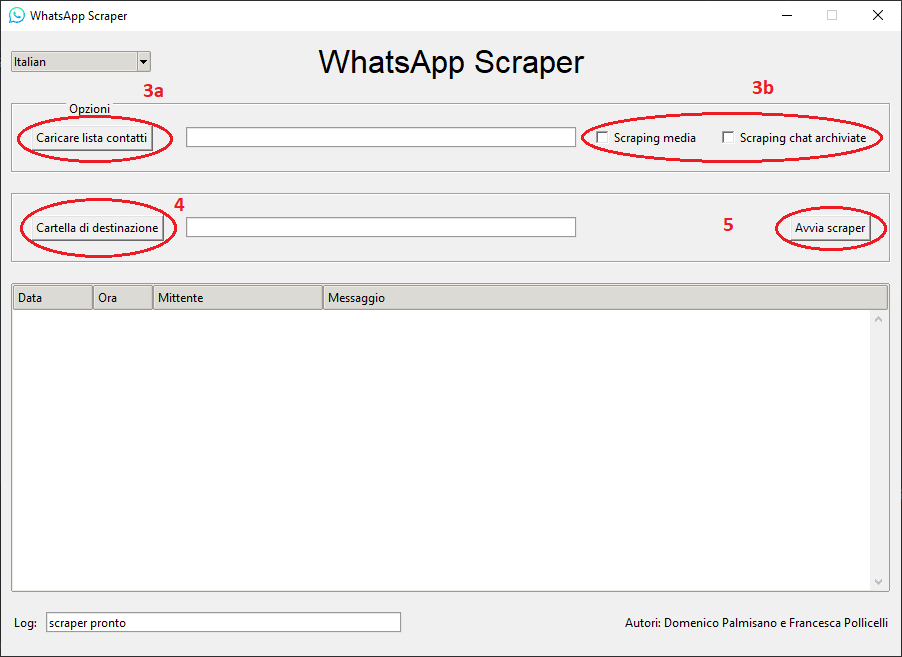 WhatsApp Scraper
Italian
WhatsApp Scraper
3a
3b
Opzioni
Caricare lista contatti
Scraping media
Scraping chat archiviate
4
5
Cartella di destinazione
Avvia scraper
Data
Ora
Mittente
Messaggio
Log:
scraper pronto
Autori: Domenico Palmisano e Francesca Pollicelli